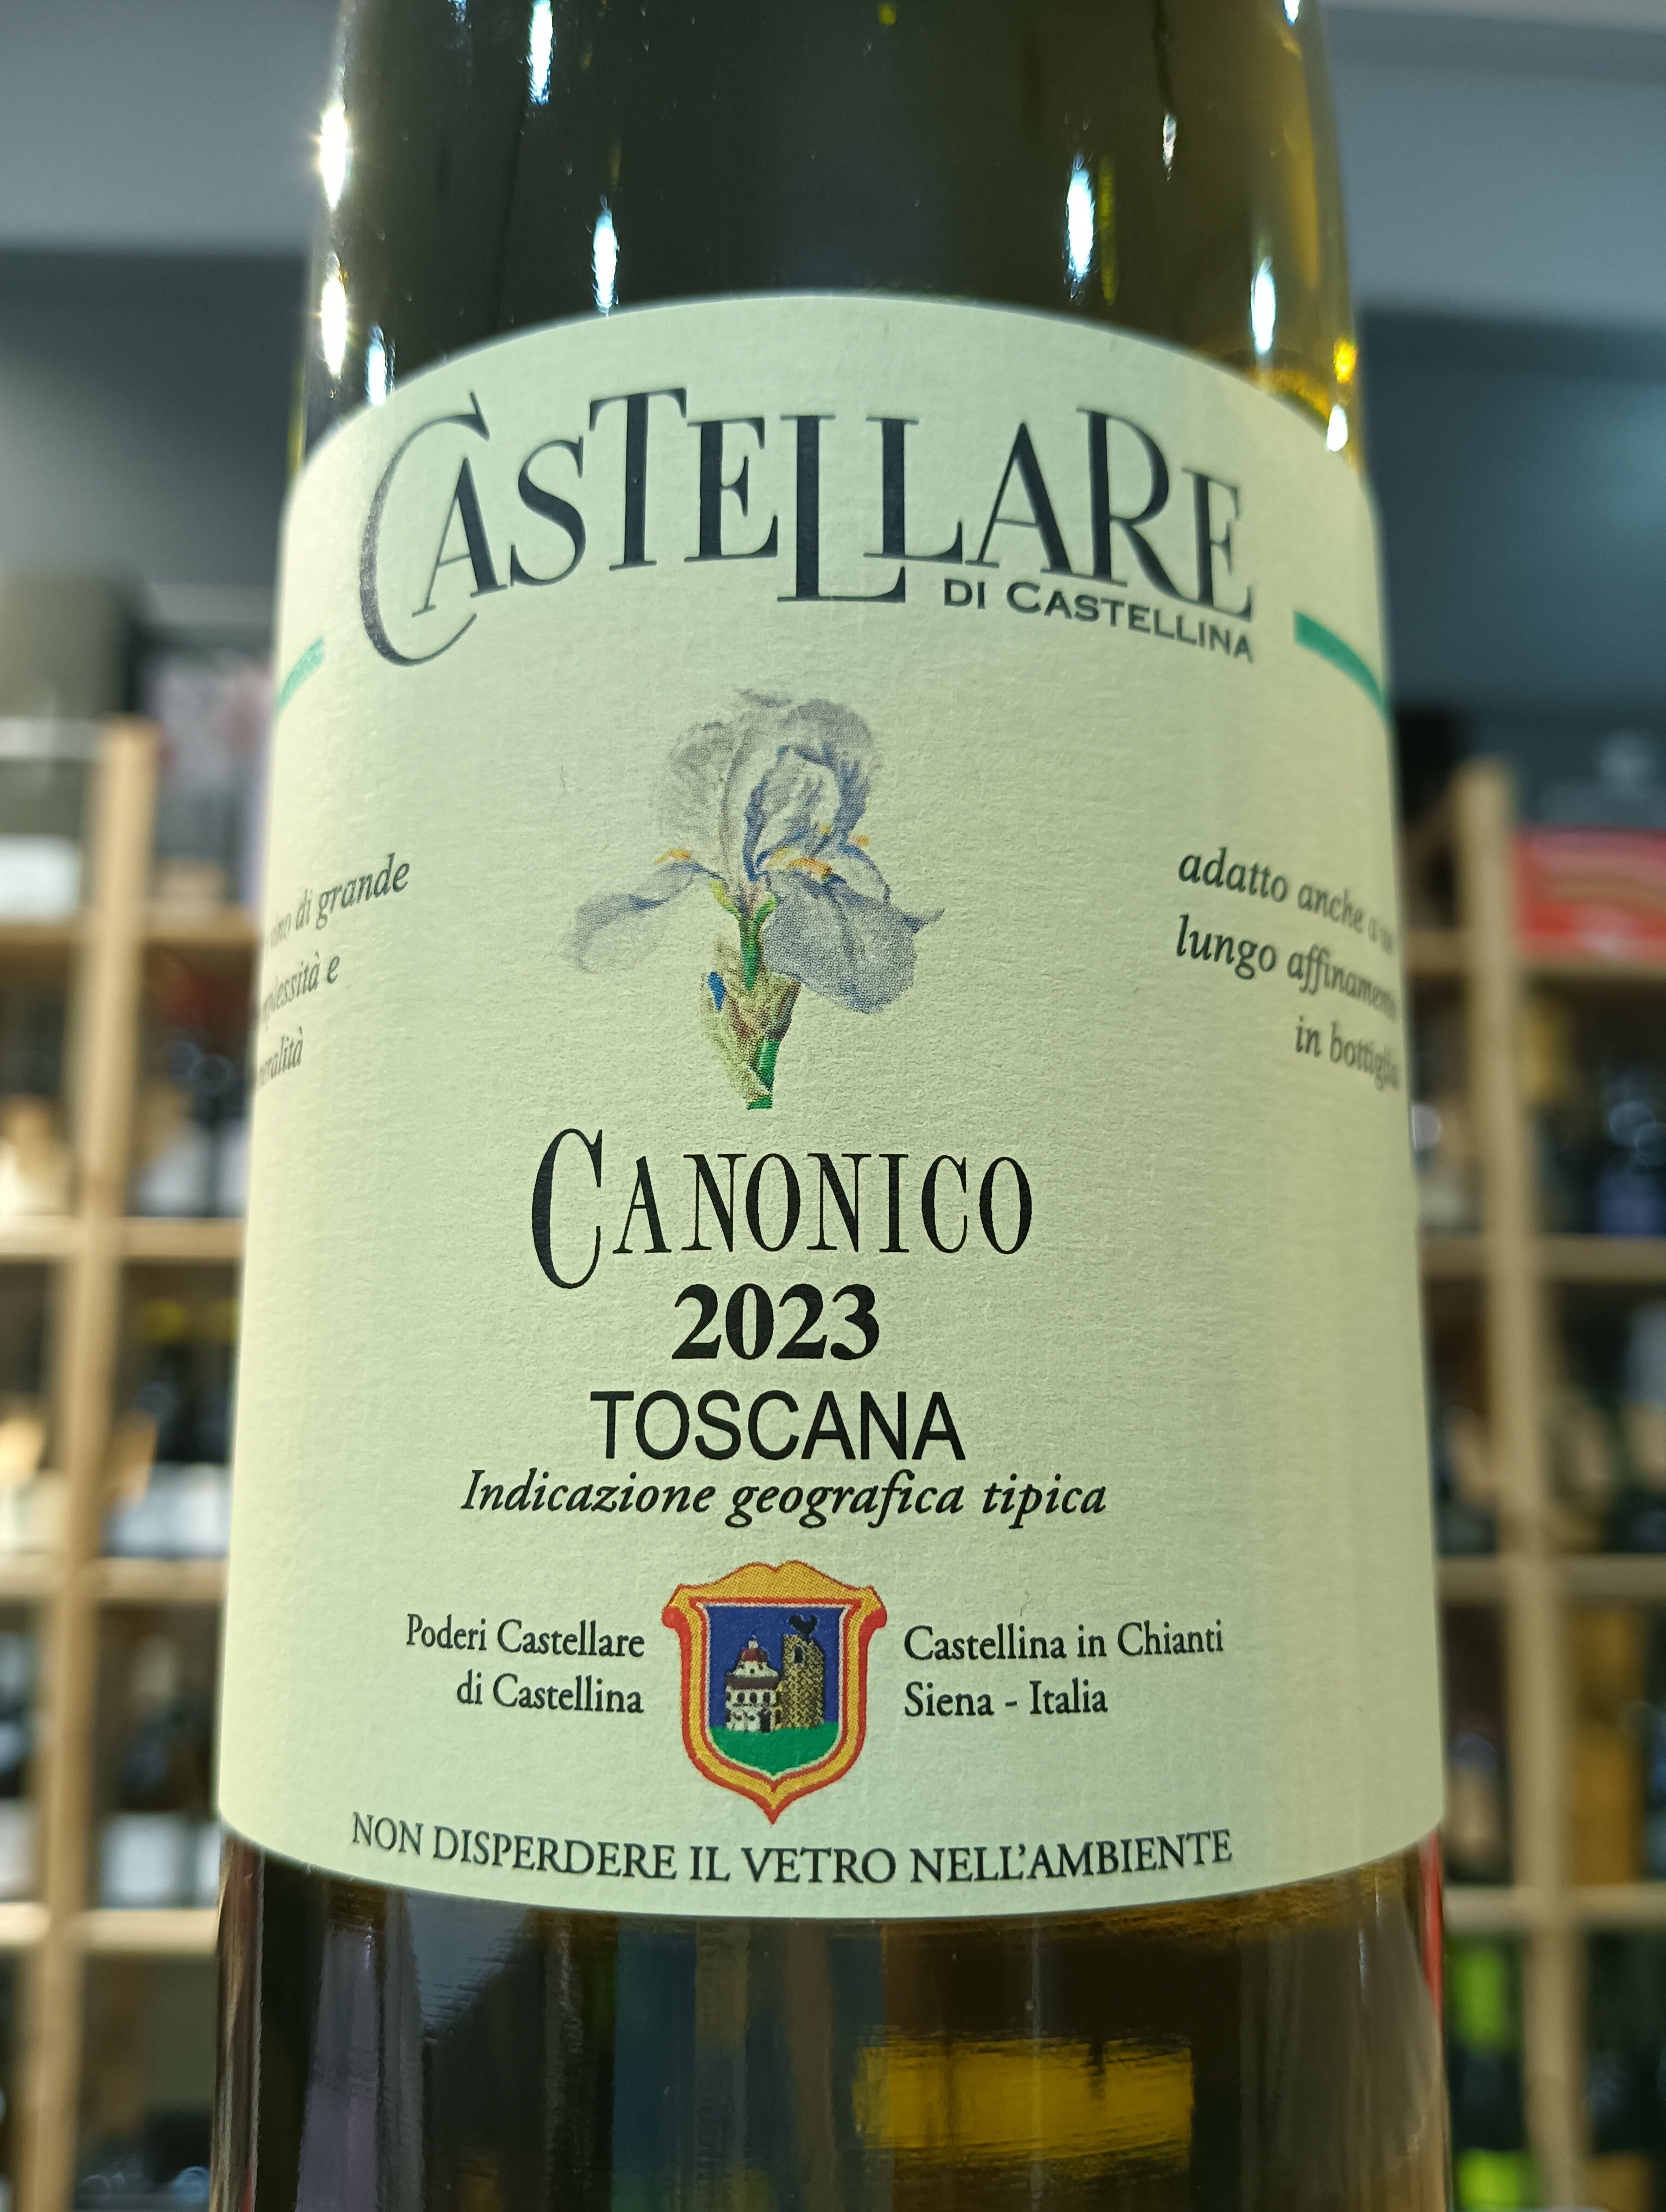 CASTELLARE
DI CASTELLINA
di grande
e
adatto anche
lungo affinamento
in bottiglia
CANONICO
2023
TOSCANA
Indicazione geografica tipica
Poderi Castellare
di Castellina
Castellina in Chianti
Siena - Italia
NON DISPERDERE IL VETRO NELL'AMBIENTE